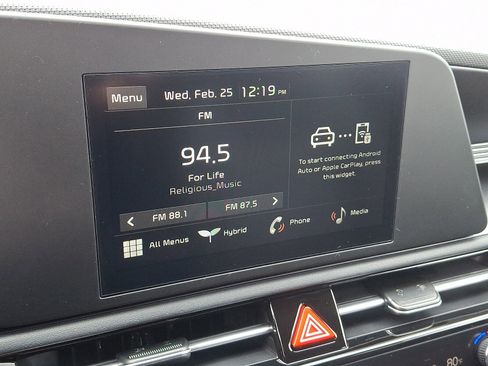 Menu
Wed, Feb. 25 12:19 PM
FM
94.5
For Life
Religious_Music
FM 88.1
FM 87.5
To start connecting Android
Auto or Apple CarPlay, press
this widget.
All Menus
Hybrid
Phone
Media
80°F